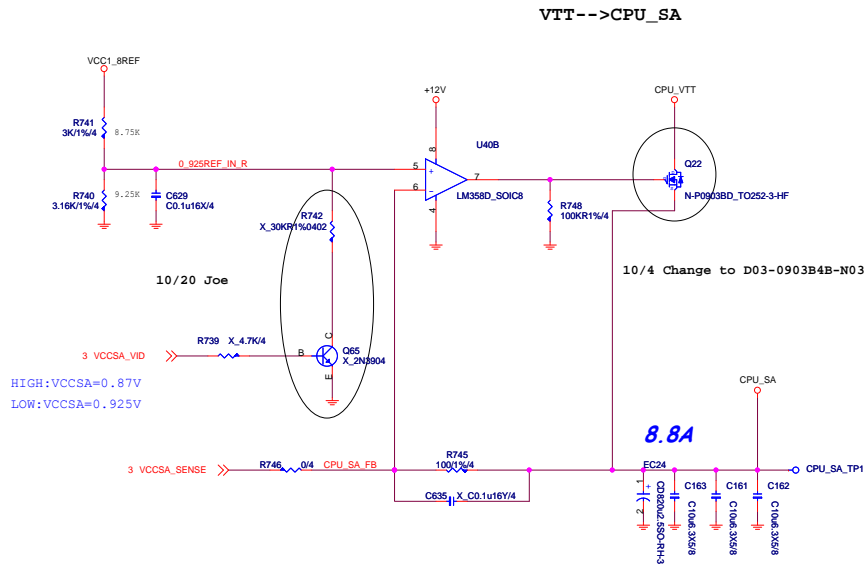 VTT-->CPU_SA
VCC1_8REF
+12V
CPU_VTT
R741
3K/1%/4
8.75K
U40B
8
0_925REF_IN_R
5
+
6
-
7
4
LM358D_SOIC8
Q22
N-P0903BD_TO252-3-HF
R740
3.16K/1%/4
9.25K
C629
C0.1u16X/4
R742
X_30KR1%0402
R748
100KR1%/4
10/20 Joe
10/4 Change to D03-0903B4B-N03
3 VCCSA_VID
R739
X_4.7K/4
B
C
E
Q65
X_2N3904
HIGH:VCCSA=0.87V
LOW:VCCSA=0.925V
CPU_SA
8.8A
3 VCCSA_SENSE
R746
0/4
CPU_SA_FB
R745
100/1%/4
C635
X_C0.1u16Y/4
EC24
1
+
2
CD820u2.5SO-RH-3
C163
C10u6.3X5/8
C161
C10u6.3X5/8
C162
C10u6.3X5/8
CPU_SA_TP1